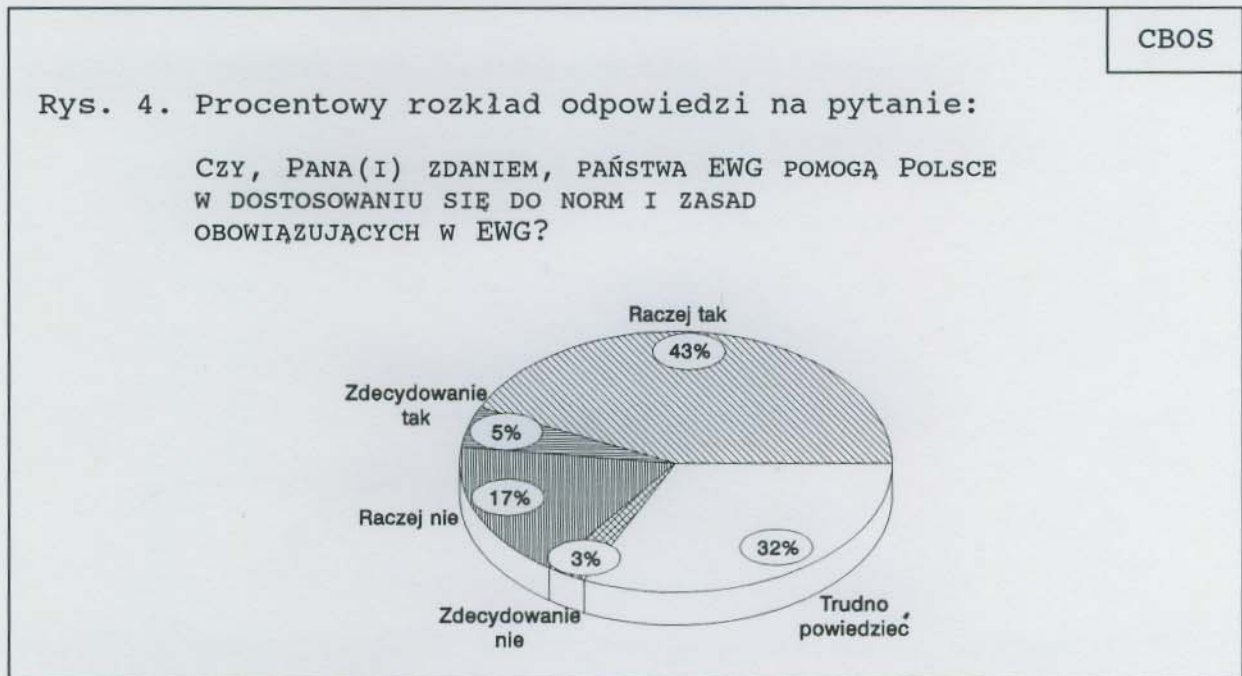 CBOS
Rys. 4. Procentowy rozkład odpowiedzi na pytanie:
CZY, PANA(I) ZDANIEM, PAŃSTWA EWG POMOGĄ POLSCE
W DOSTOSOWANIU SIĘ DO NORM I ZASAD
OBOWIĄZUJĄCYCH W EWG?
Raczej tak
43%
Zdecydowanie
tak
5%
17%
Raczej nie
3%
32%
Zdecydowanie
nie
Trudno
powiedzieć